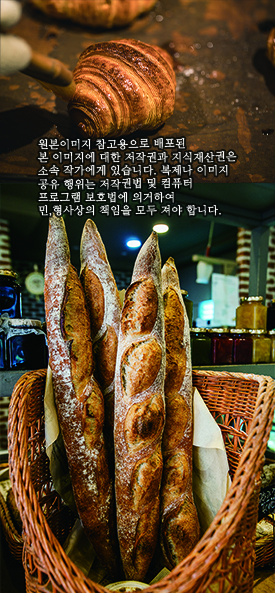 원본이미지 참고용으로 배포된
본 이미지에 대한 저작권과 지식재산권은
소속 작가에게 있습니다. 복제나 이미지
공유 행위는 저작권법 및 컴퓨터
프로그램 보호법에 의거하여
민,형사상의 책임을 모두 져야 합니다.